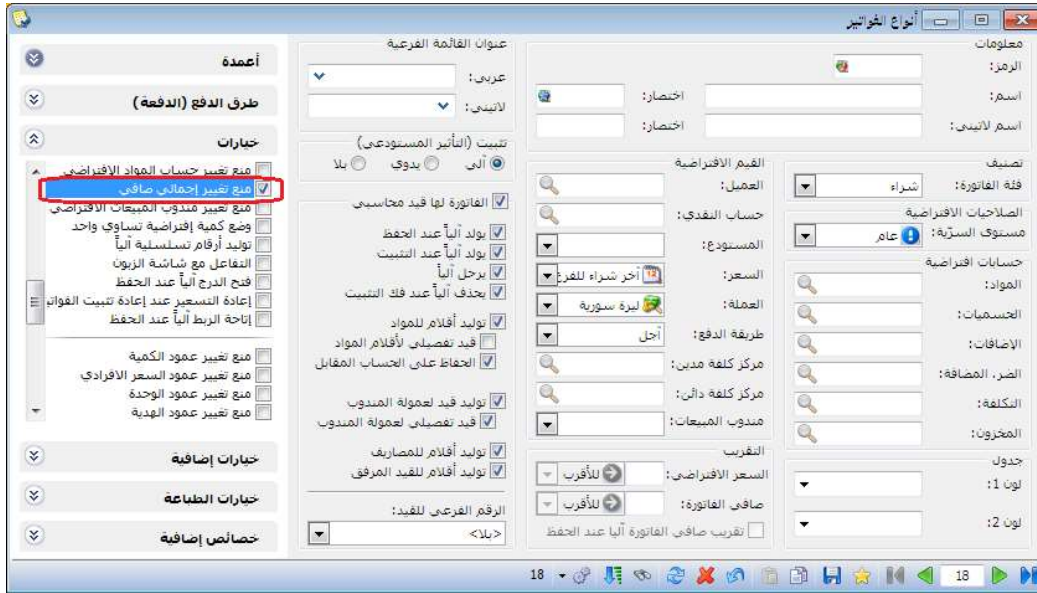 أنواع الفواتير
معلومات
الرمز:
اسم:
اختصار:
اسم لاتيني:
اختصار:
تصنيف
فئة الفاتورة:
شراء
الصلاحيات الافتراضية
مستوى السرّية:
عام
حسابات افتراضية
المواد:
الحسميات:
الإضافات:
الضر. المضافة:
التكلفة:
المخزون:
جدول
لون 1:
لون 2:
القيم الافتراضية
العميل:
حساب النقدي:
المستودع:
السعر:
آخر شراء للفرع
العملة:
ليرة سورية
طريقة الدفع:
آجل
مركز كلفة مدين:
مركز كلفة دائن:
مندوب المبيعات:
التقريب
السعر الافتراضي:
للأقرب
صافي الفاتورة:
للأقرب
تقريب صافي الفاتورة آلياً عند الحفظ
عنوان القائمة الفرعية
عربي:
لاتيني:
تثبيت (التأثير المستودعي)
آلي
يدوي
بلا
الفاتورة لها قيد محاسبي
يولد آلياً عند الحفظ
يولد آلياً عند التثبيت
يرحل آلياً
يحذف آلياً عند فك التثبيت
توليد أقلام للمواد
قيد تفصيلي لأقلام المواد
الحفاظ على الحساب المقابل
توليد قيد لعمولة المندوب
قيد تفصيلي لعمولة المندوب
توليد أقلام للمصاريف
توليد أقلام للقيد المرفق
الرقم الفرعي للقيد:
<بلا>
أعمدة
طرق الدفع (الدفعة)
خيارات
منع تغيير حساب المواد الافتراضي
منع تغيير إجمالي صافي
منع تغيير مندوب المبيعات الافتراضي
وضع كمية إفتراضية تساوي واحد
توليد أرقام تسلسلية آلياً
التفاعل مع شاشة الزبون
فتح الدرج آلياً عند الحفظ
إعادة التسعير عند إعادة تثبيت الفواتير
إتاحة الربط آلياً عند الحفظ
منع تغيير عمود الكمية
منع تغيير عمود السعر الافرادي
منع تغيير عمود الوحدة
منع تغيير عمود الهدية
خيارات إضافية
خيارات الطباعة
خصائص إضافية
18
18